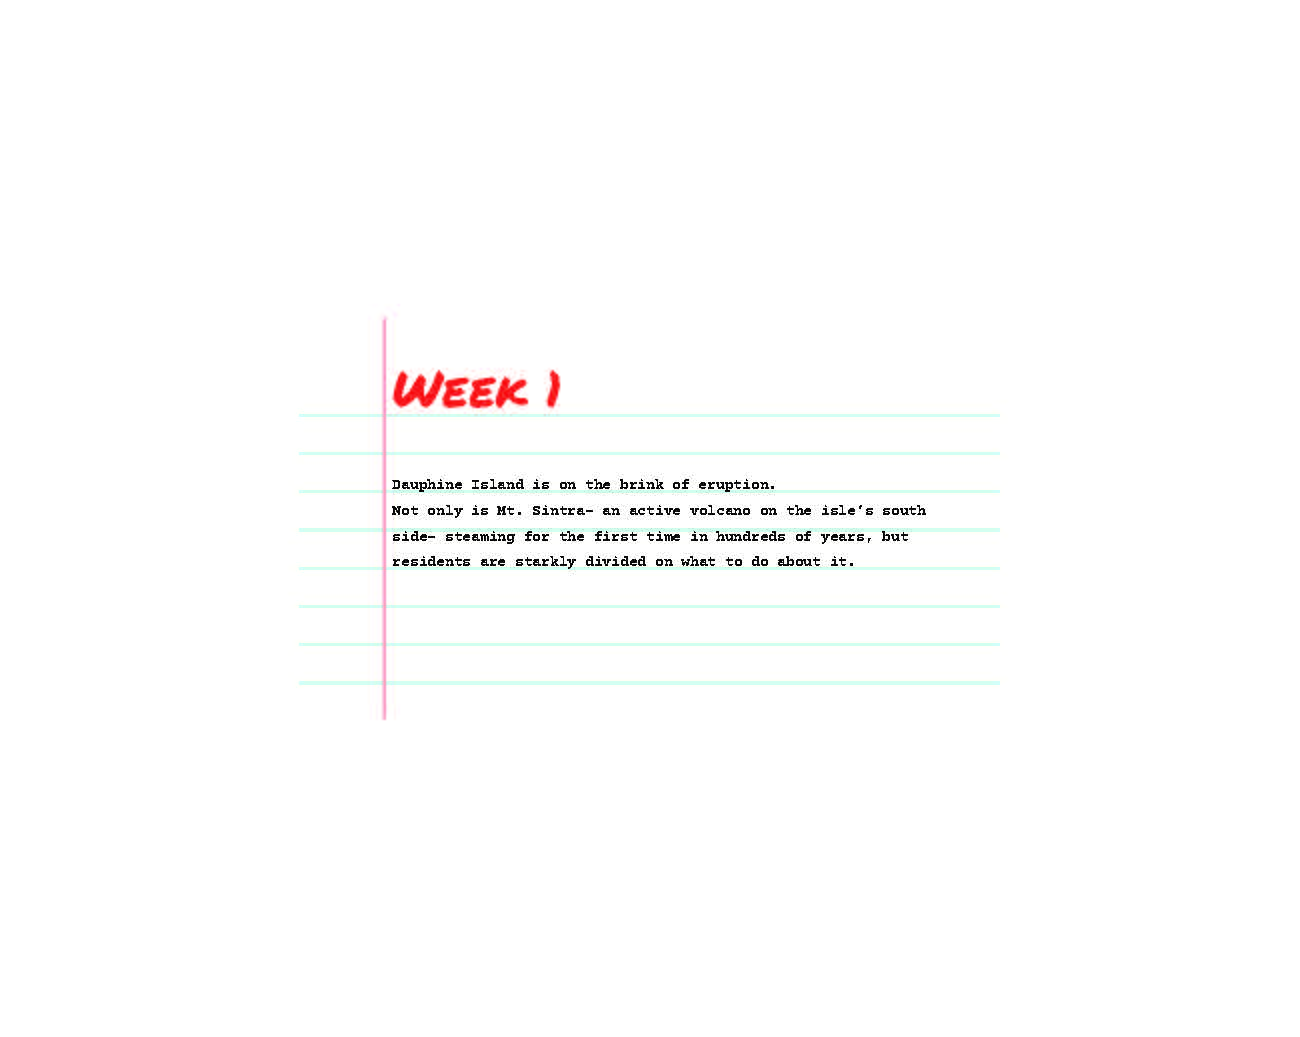 WEEK 1
Dauphine Island is on the brink of eruption.
Not only is Mt. Sintra- an active volcano on the isle's south
side- steaming for the first time in hundreds of years, but
residents are starkly divided on what to do about it.